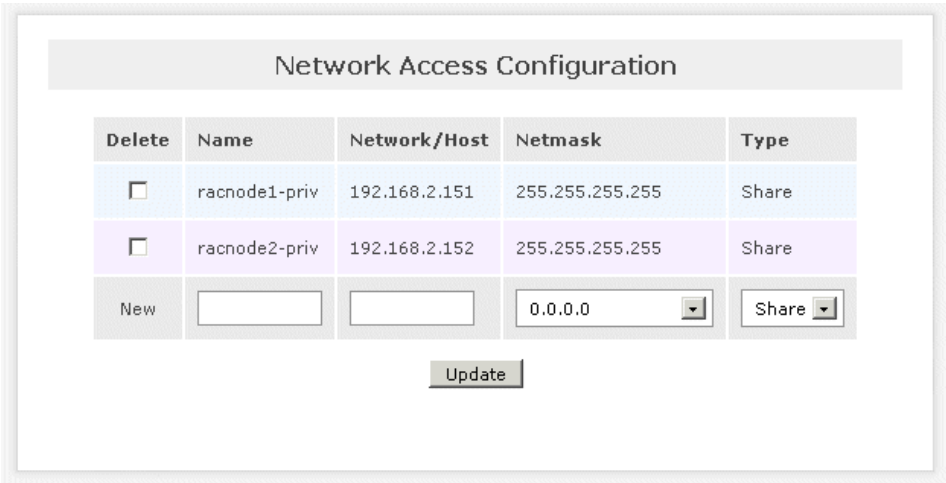 Network Access Configuration
Delete Name Network/Host Netmask Type
racnode1-priv 192.168.2.151 255.255.255.255 Share
racnode2-priv 192.168.2.152 255.255.255.255 Share
New 0.0.0.0 Share
Update